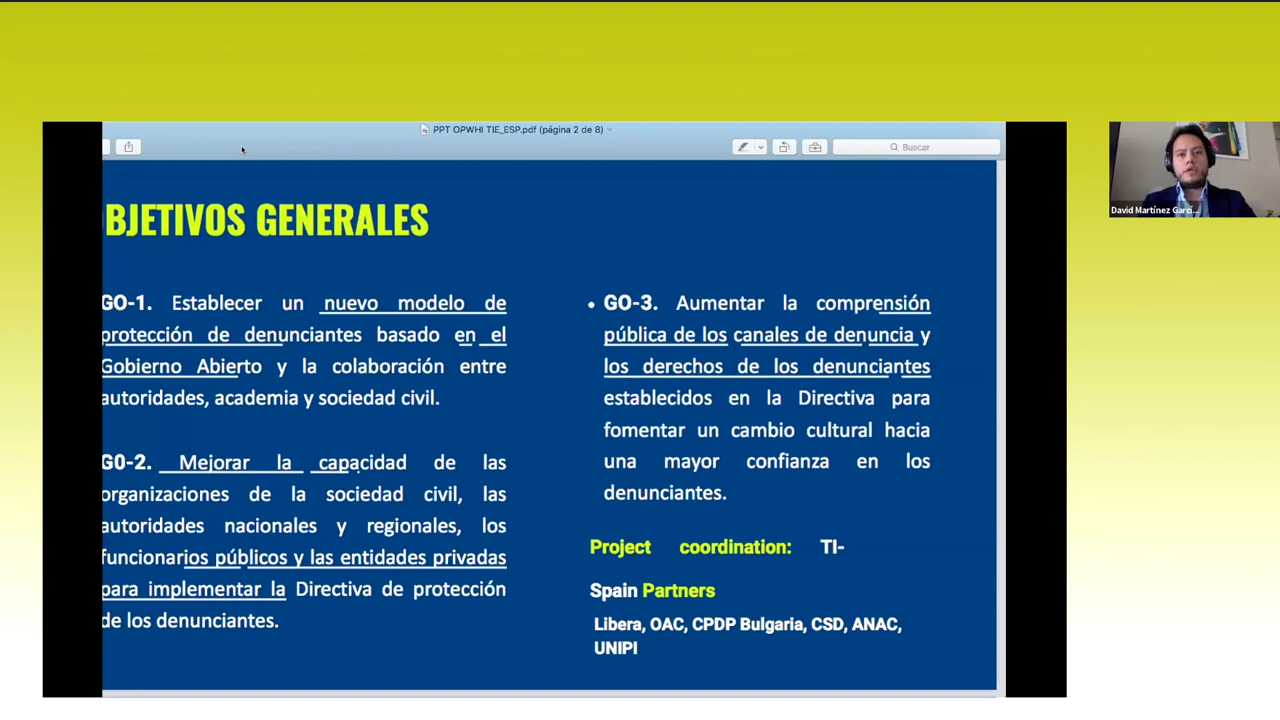 PPT OPWHI TIE_ESP.pdf (página 2 de 8)
Buscar
BJETIVOS GENERALES
GO-1. Establecer un nuevo modelo de
protección de denunciantes basado en el
Gobierno Abierto y la colaboración entre
autoridades, academia y sociedad civil.
G0-2. Mejorar la capacidad de las
organizaciones de la sociedad civil, las
autoridades nacionales y regionales, los
funcionarios públicos y las entidades privadas
para implementar la Directiva de protección
de los denunciantes.
• GO-3. Aumentar la comprensión
pública de los canales de denuncia y
los derechos de los denunciantes
establecidos en la Directiva para
fomentar un cambio cultural hacia
una mayor confianza en los
denunciantes.
Project coordination: TI-
Spain Partners
Libera, OAC, CPDP Bulgaria, CSD, ANAC,
UNIPI
David Martínez Garcí...